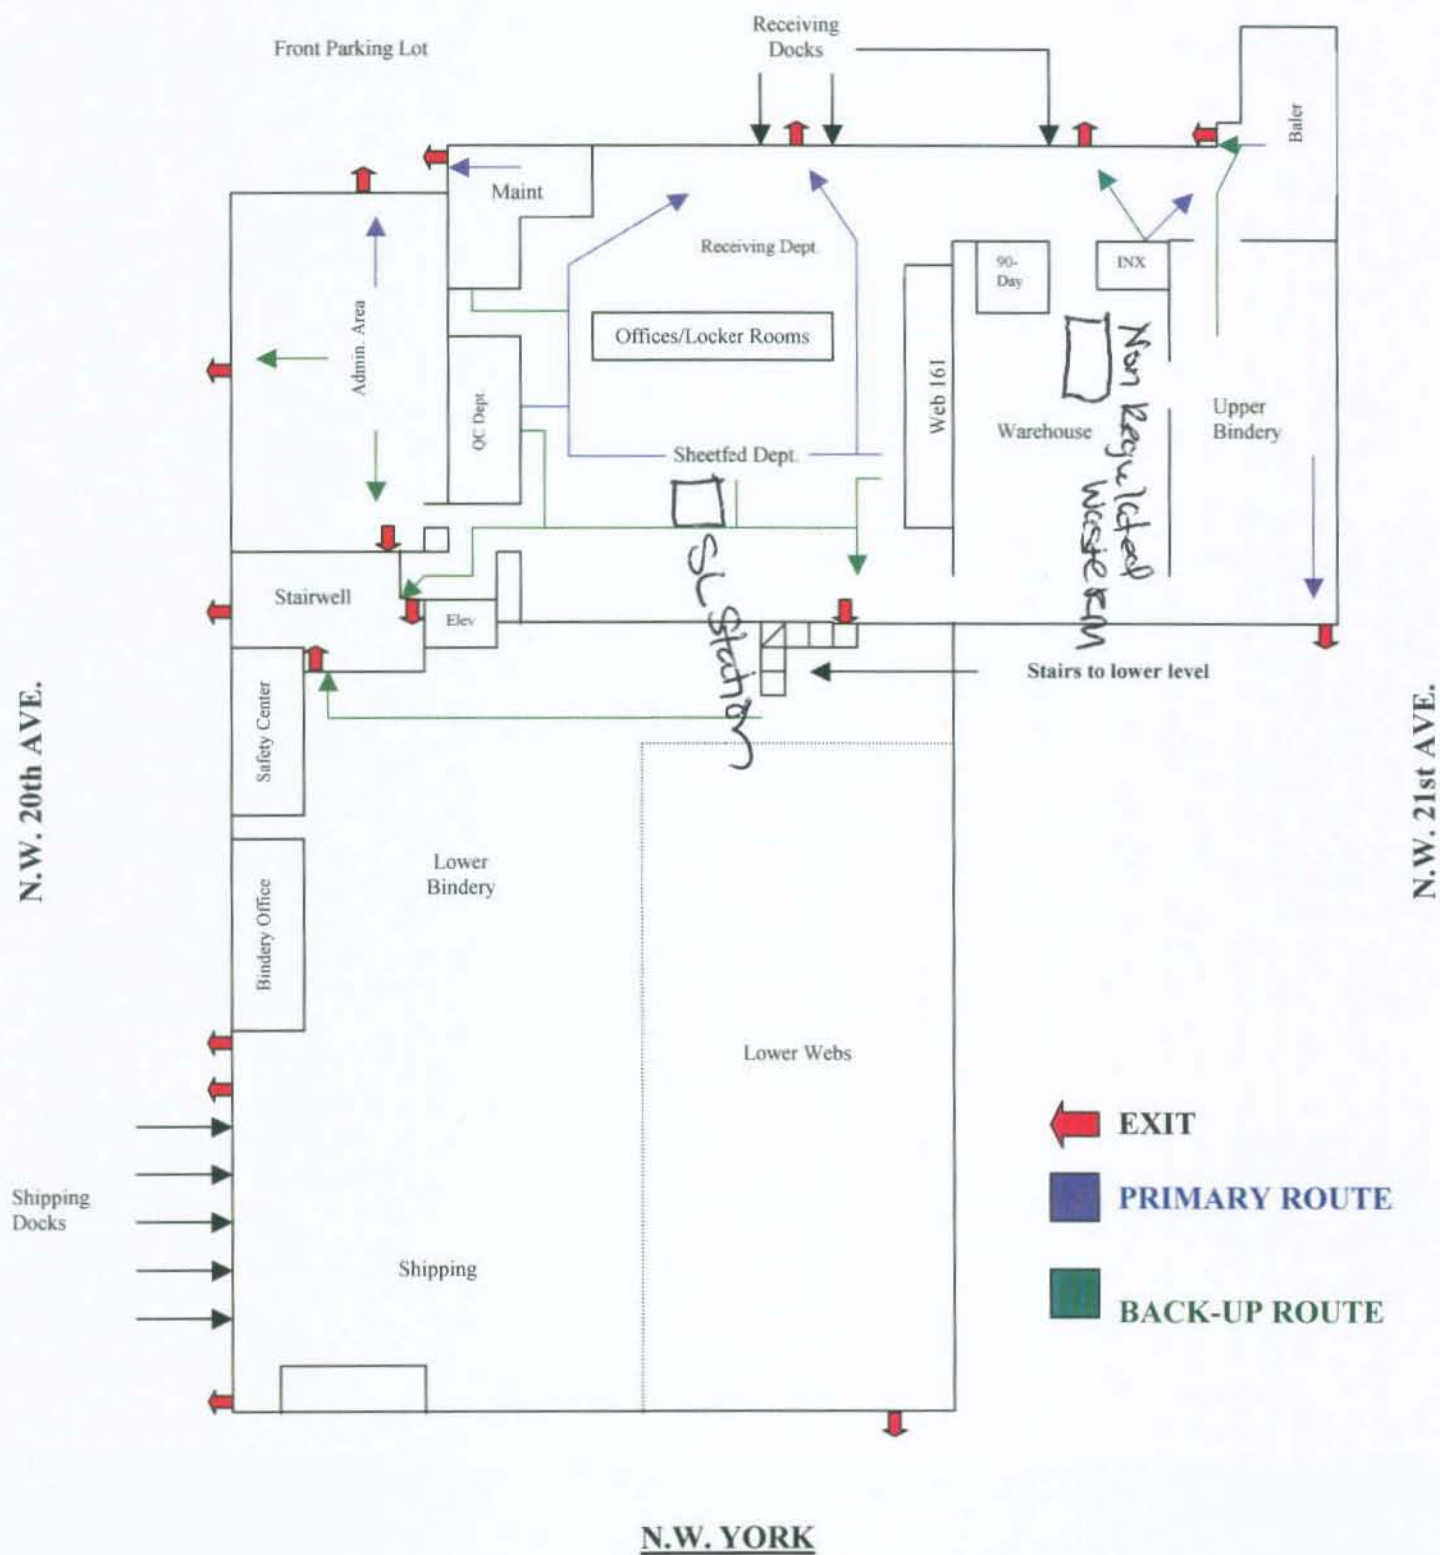 Front Parking Lot
Receiving
Docks
Baler
Maint
Receiving Dept.
90-
Day
INX
Admin. Area
Offices/Locker Rooms
QC Dept.
Web 161
Non Regulated
Waste RM
Warehouse
Upper
Bindery
Sheetfed Dept.
SC Station
Stairwell
Elev
Stairs to lower level
Safety Center
N.W. 20th AVE.
N.W. 21st AVE.
Lower
Bindery
Bindery Office
Lower Webs
EXIT
PRIMARY ROUTE
BACK-UP ROUTE
Shipping
Docks
Shipping
N.W. YORK